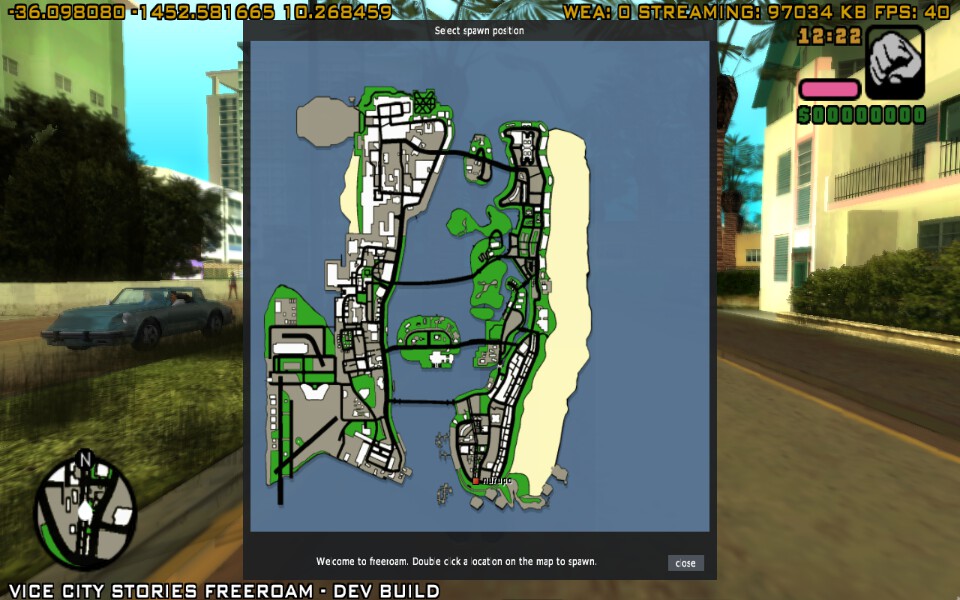 -36.098080 -1452.581665 10.268459
WEA: 0 STREAMING: 97034 KB FPS: 40
Select spawn position
12:22
$00000000
N
Welcome to freeroam. Double click a location on the map to spawn.
close
VICE CITY STORIES FREEROAM - DEV BUILD